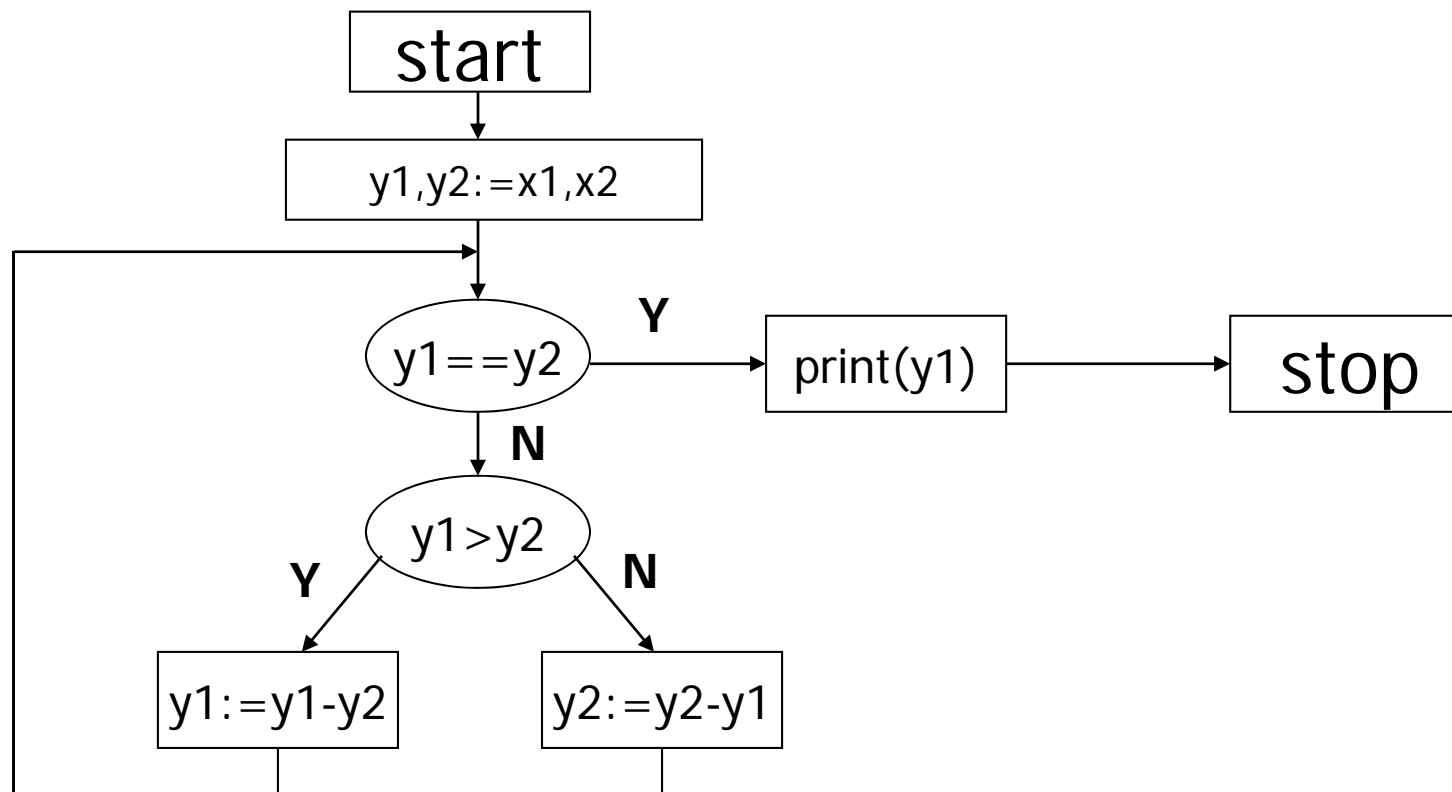 start
y1,y2:=x1,x2
y1==y2
Y
print(y1)
stop
N
y1>y2
Y
N
y1:=y1-y2
y2:=y2-y1